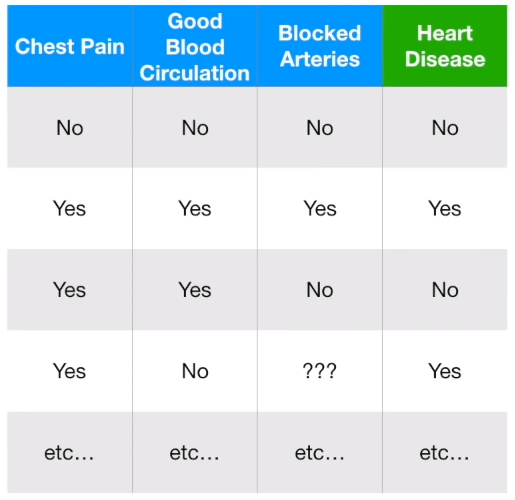 Chest Pain
Good
Blood
Circulation
Blocked
Arteries
Heart
Disease
No No No No
Yes Yes Yes Yes
Yes Yes No No
Yes No ??? Yes
etc... etc... etc... etc...